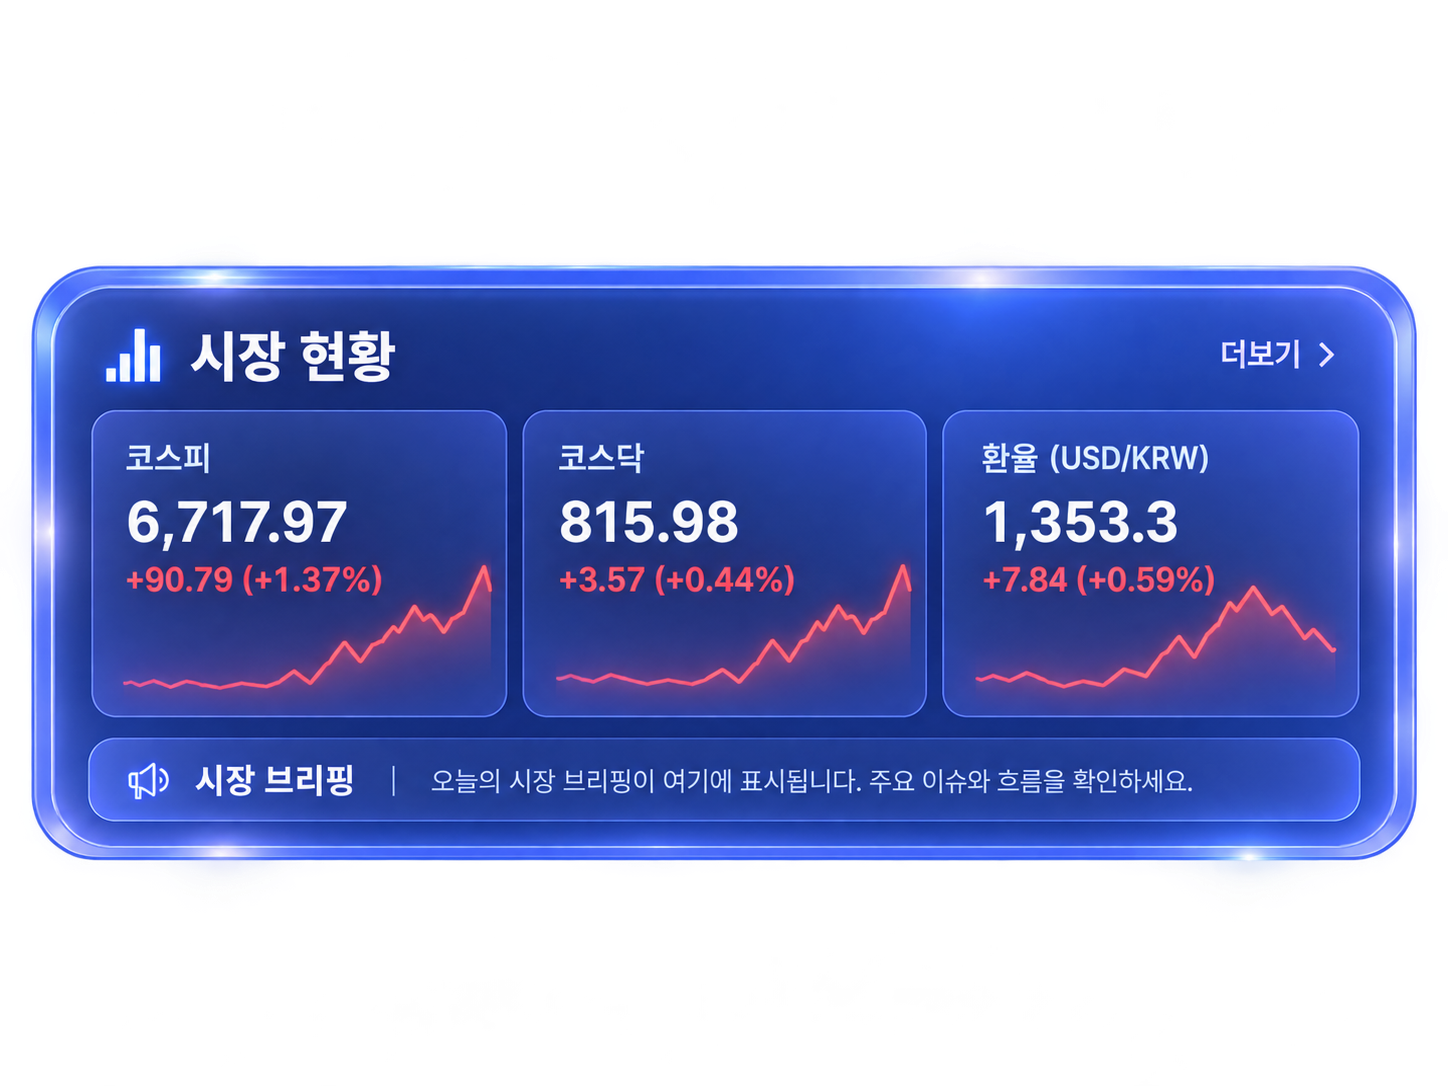 시장 현황
더보기
코스피
6,717.97
+90.79 (+1.37%)
코스닥
815.98
+3.57 (+0.44%)
환율 (USD/KRW)
1,353.3
+7.84 (+0.59%)
시장 브리핑
오늘의 시장 브리핑이 여기에 표시됩니다. 주요 이슈와 흐름을 확인하세요.